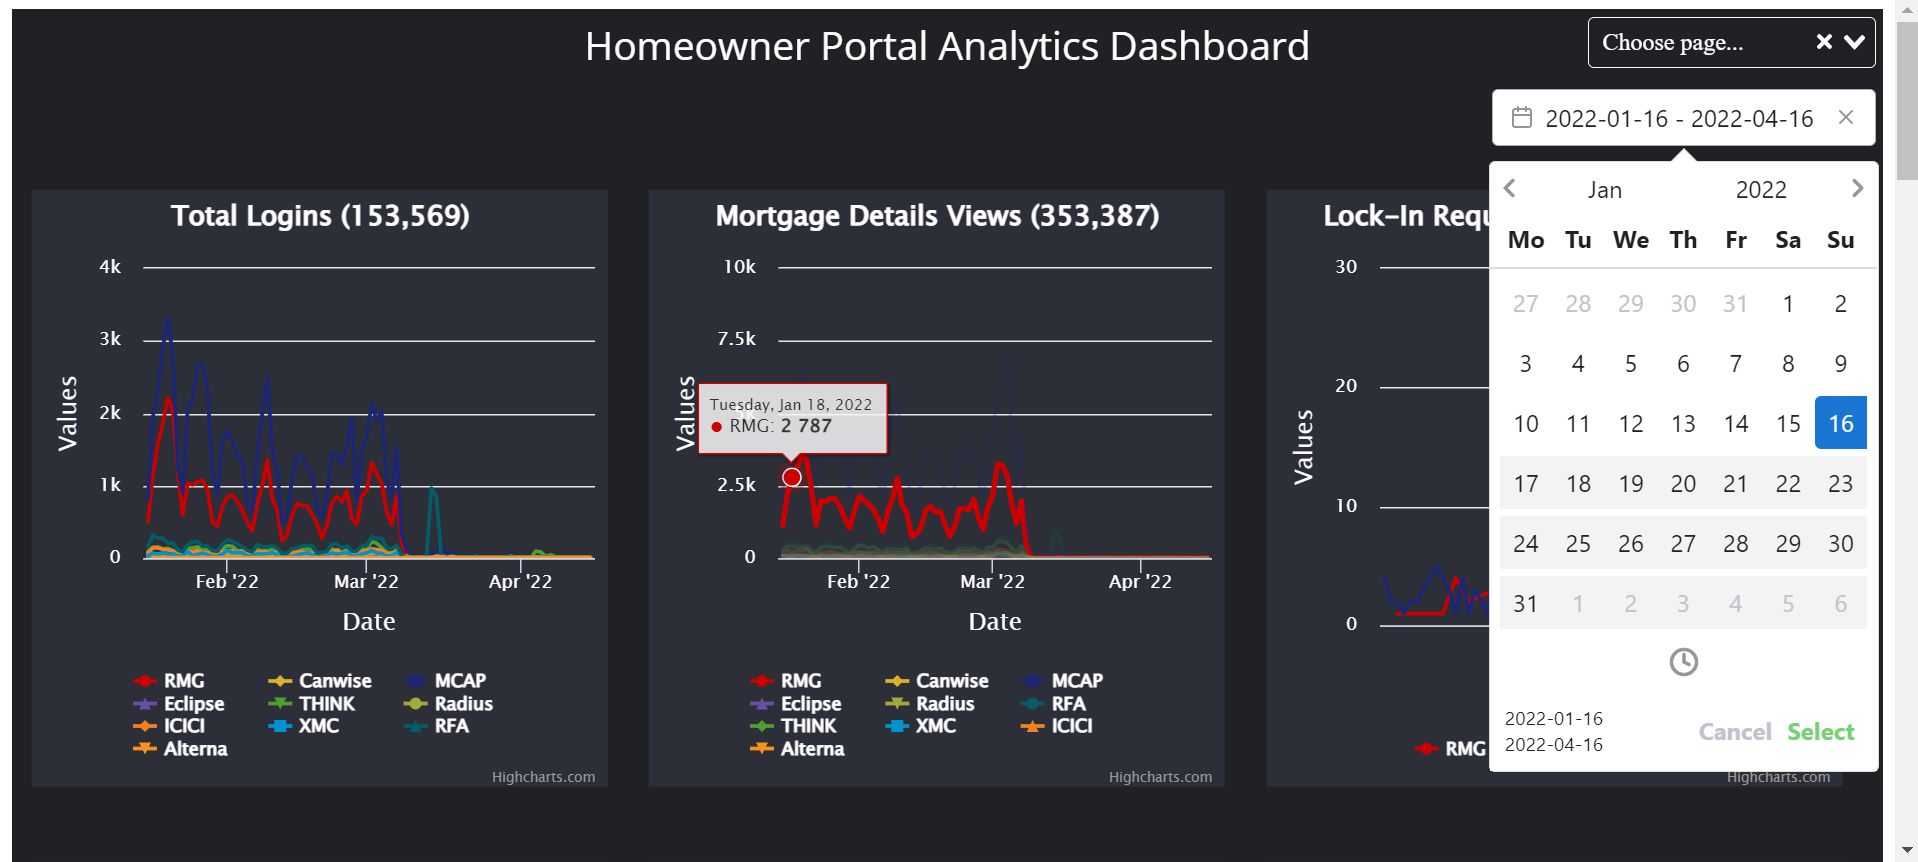 Homeowner Portal Analytics Dashboard
Choose page...
2022-01-16 - 2022-04-16
Total Logins (153,569)
4k
3k
2k
1k
0
Values
Feb '22 Mar '22 Apr '22
Date
RMG Canwise MCAP
Eclipse THINK Radius
ICICI XMC RFA
Alterna
Highcharts.com
Mortgage Details Views (353,387)
10k
7.5k
5k
2.5k
0
Values
Tuesday, Jan 18, 2022
RMG: 2 787
Feb '22 Mar '22 Apr '22
Date
RMG Canwise MCAP
Eclipse Radius RFA
THINK XMC ICICI
Alterna
Highcharts.com
Lock-In Requ
30
20
10
0
Values
RMG
Highcharts.com
Jan 2022
Mo Tu We Th Fr Sa Su
27 28 29 30 31 1 2
3 4 5 6 7 8 9
10 11 12 13 14 15 16
17 18 19 20 21 22 23
24 25 26 27 28 29 30
31 1 2 3 4 5 6
2022-01-16
2022-04-16
Cancel Select